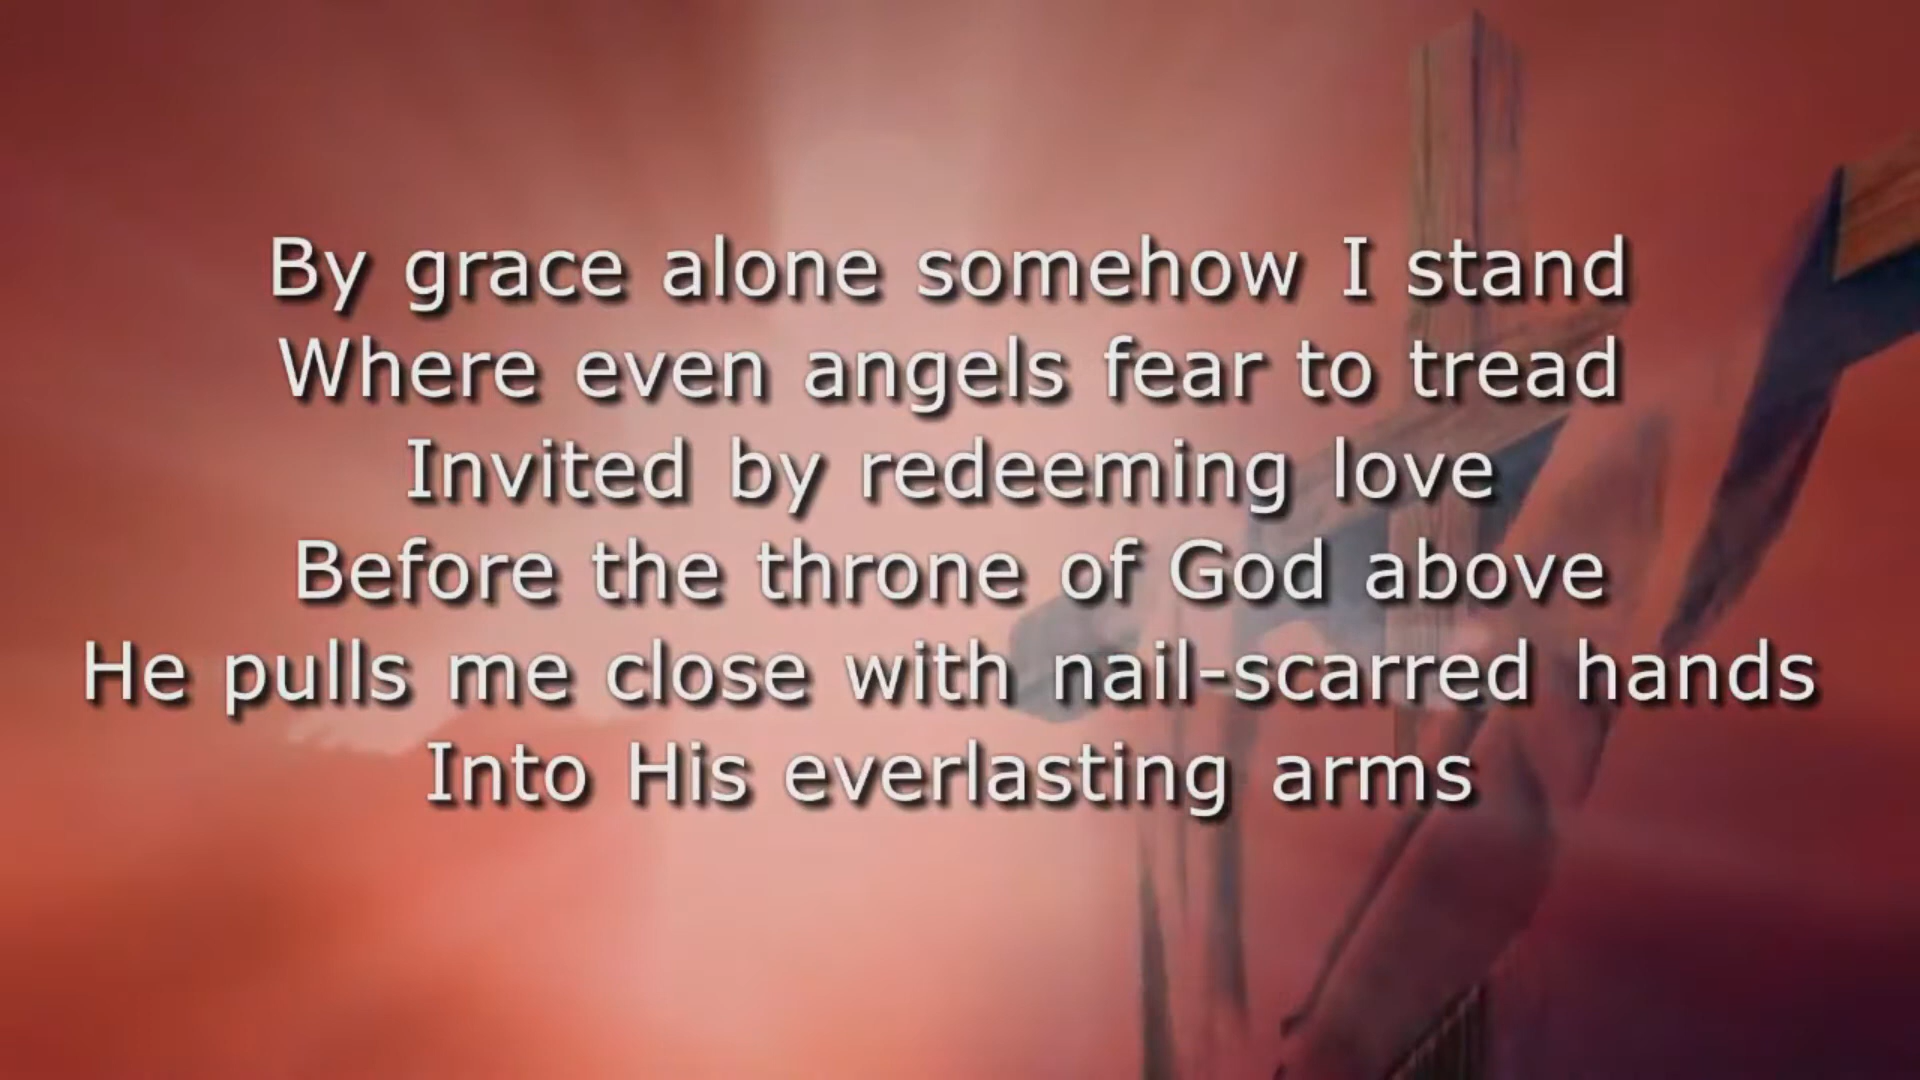 By grace alone somehow I stand
Where even angels fear to tread
Invited by redeeming love
Before the throne of God above
He pulls me close with nail-scarred hands
Into His everlasting arms